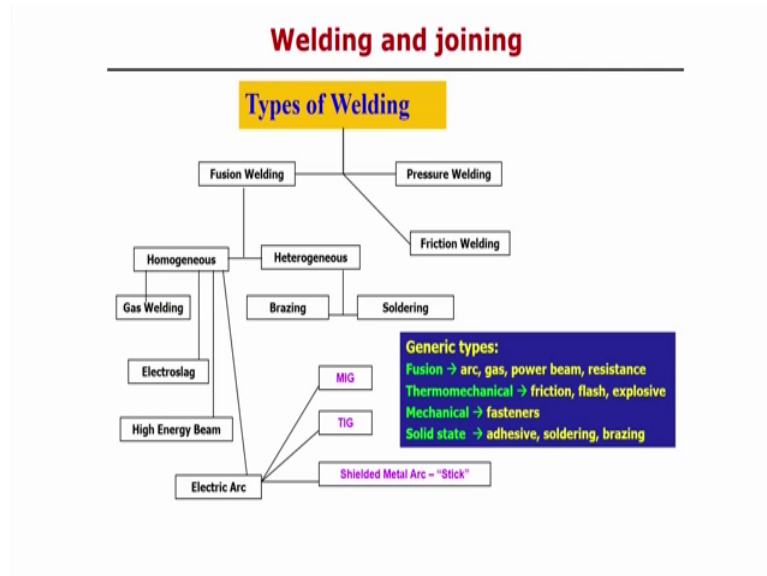 Welding and joining
Types of Welding
Fusion Welding
Pressure Welding
Friction Welding
Homogeneous
Heterogeneous
Gas Welding
Brazing
Soldering
Electroslag
High Energy Beam
Electric Arc
MIG
TIG
Shielded Metal Arc – “Stick”
Generic types:
Fusion → arc, gas, power beam, resistance
Thermomechanical → friction, flash, explosive
Mechanical → fasteners
Solid state → adhesive, soldering, brazing